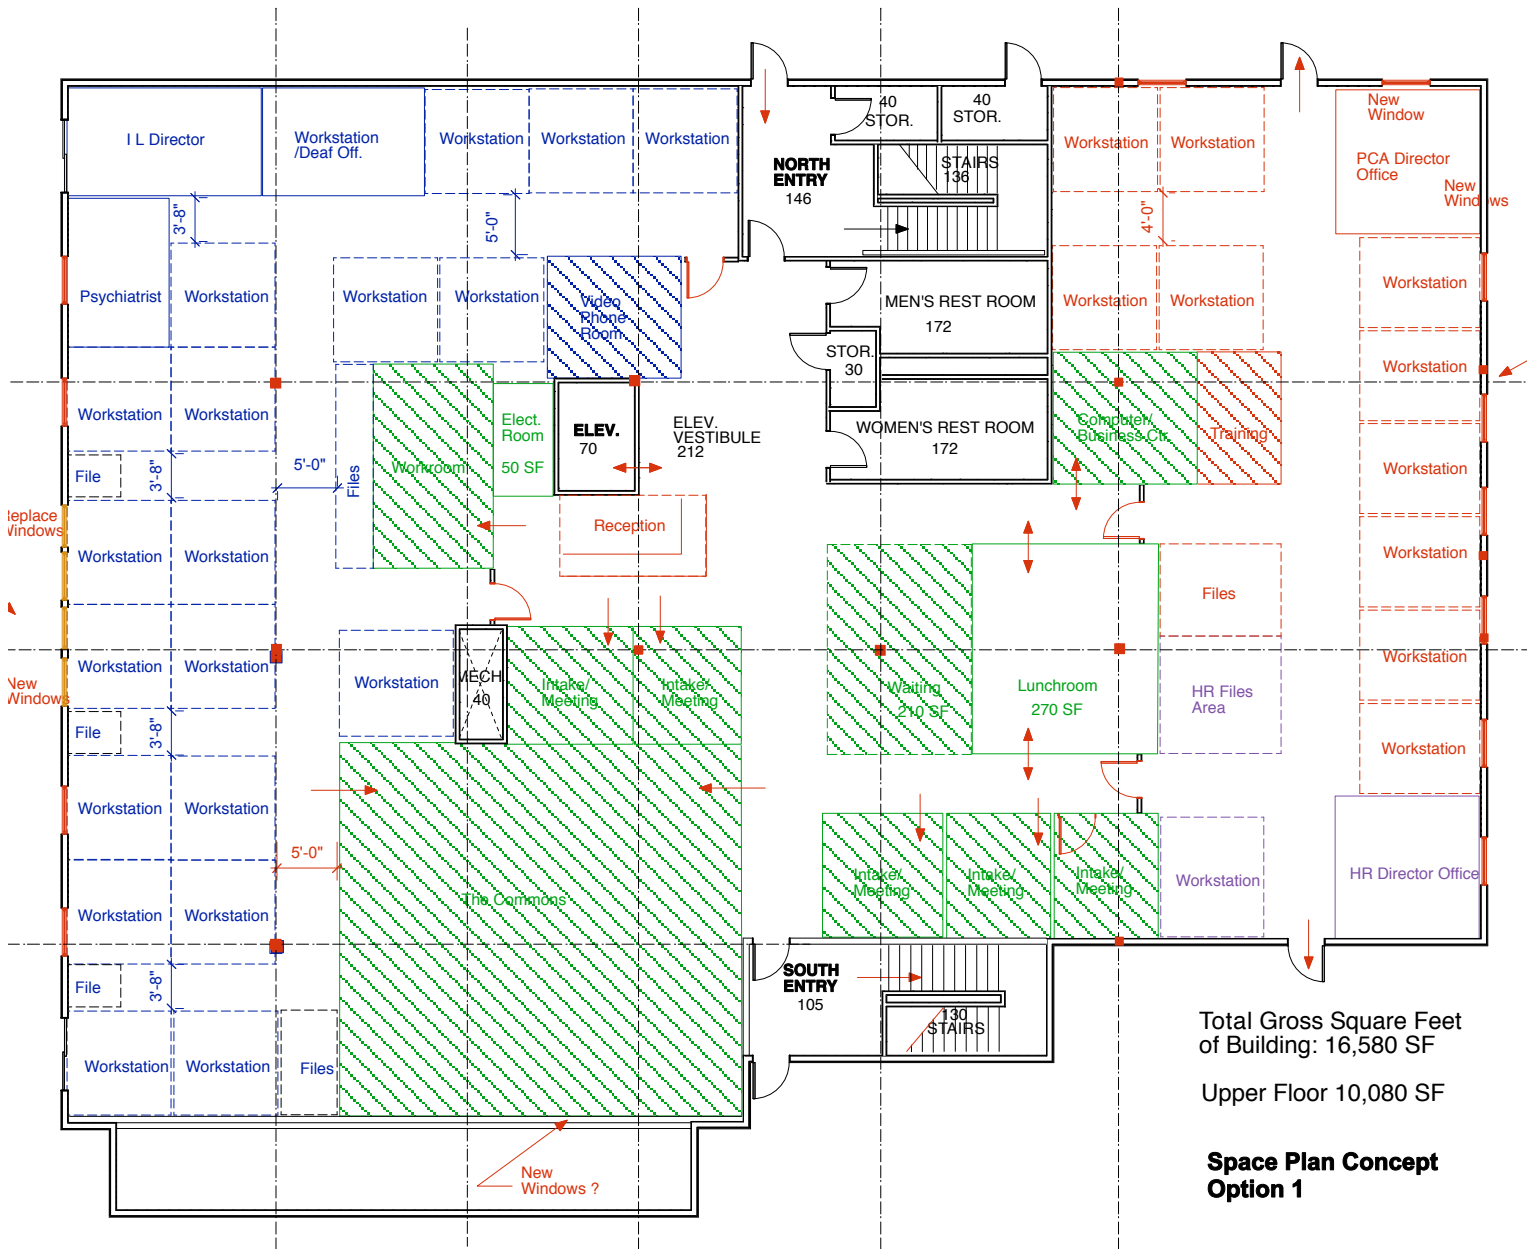 I L Director
Workstation
/Deaf Off.
Workstation
Workstation
Workstation
40
STOR.
40
STOR.
NORTH
ENTRY
146
STAIRS
136
Workstation
Workstation
New
Window
PCA Director
Office
New
Windows
3'-8"
5'-0"
4'-0"
Psychiatrist
Workstation
Workstation
Workstation
Video
Phone
Room
MEN'S REST ROOM
172
Workstation
Workstation
Workstation
STOR.
30
Workstation
Workstation
Workstation
Files
Workroom
Elect.
Room
50 SF
ELEV.
70
ELEV.
VESTIBULE
212
WOMEN'S REST ROOM
172
Computer/
Business Ctr.
Training
File
3'-8"
5'-0"
Workstation
Replace
Windows
Reception
Workstation
Workstation
Workstation
Files
New
Windows
Workstation
Workstation
Workstation
MECH.
40
Intake/
Meeting
Intake/
Meeting
Waiting
210 SF
Lunchroom
270 SF
HR Files
Area
Workstation
File
3'-8"
Workstation
Workstation
Workstation
5'-0"
The Commons
Intake/
Meeting
Intake/
Meeting
Intake/
Meeting
Workstation
HR Director Office
Workstation
Workstation
File
3'-8"
SOUTH
ENTRY
105
130
STAIRS
Workstation
Workstation
Files
Total Gross Square Feet
of Building: 16,580 SF
Upper Floor 10,080 SF
New
Windows ?
Space Plan Concept
Option 1